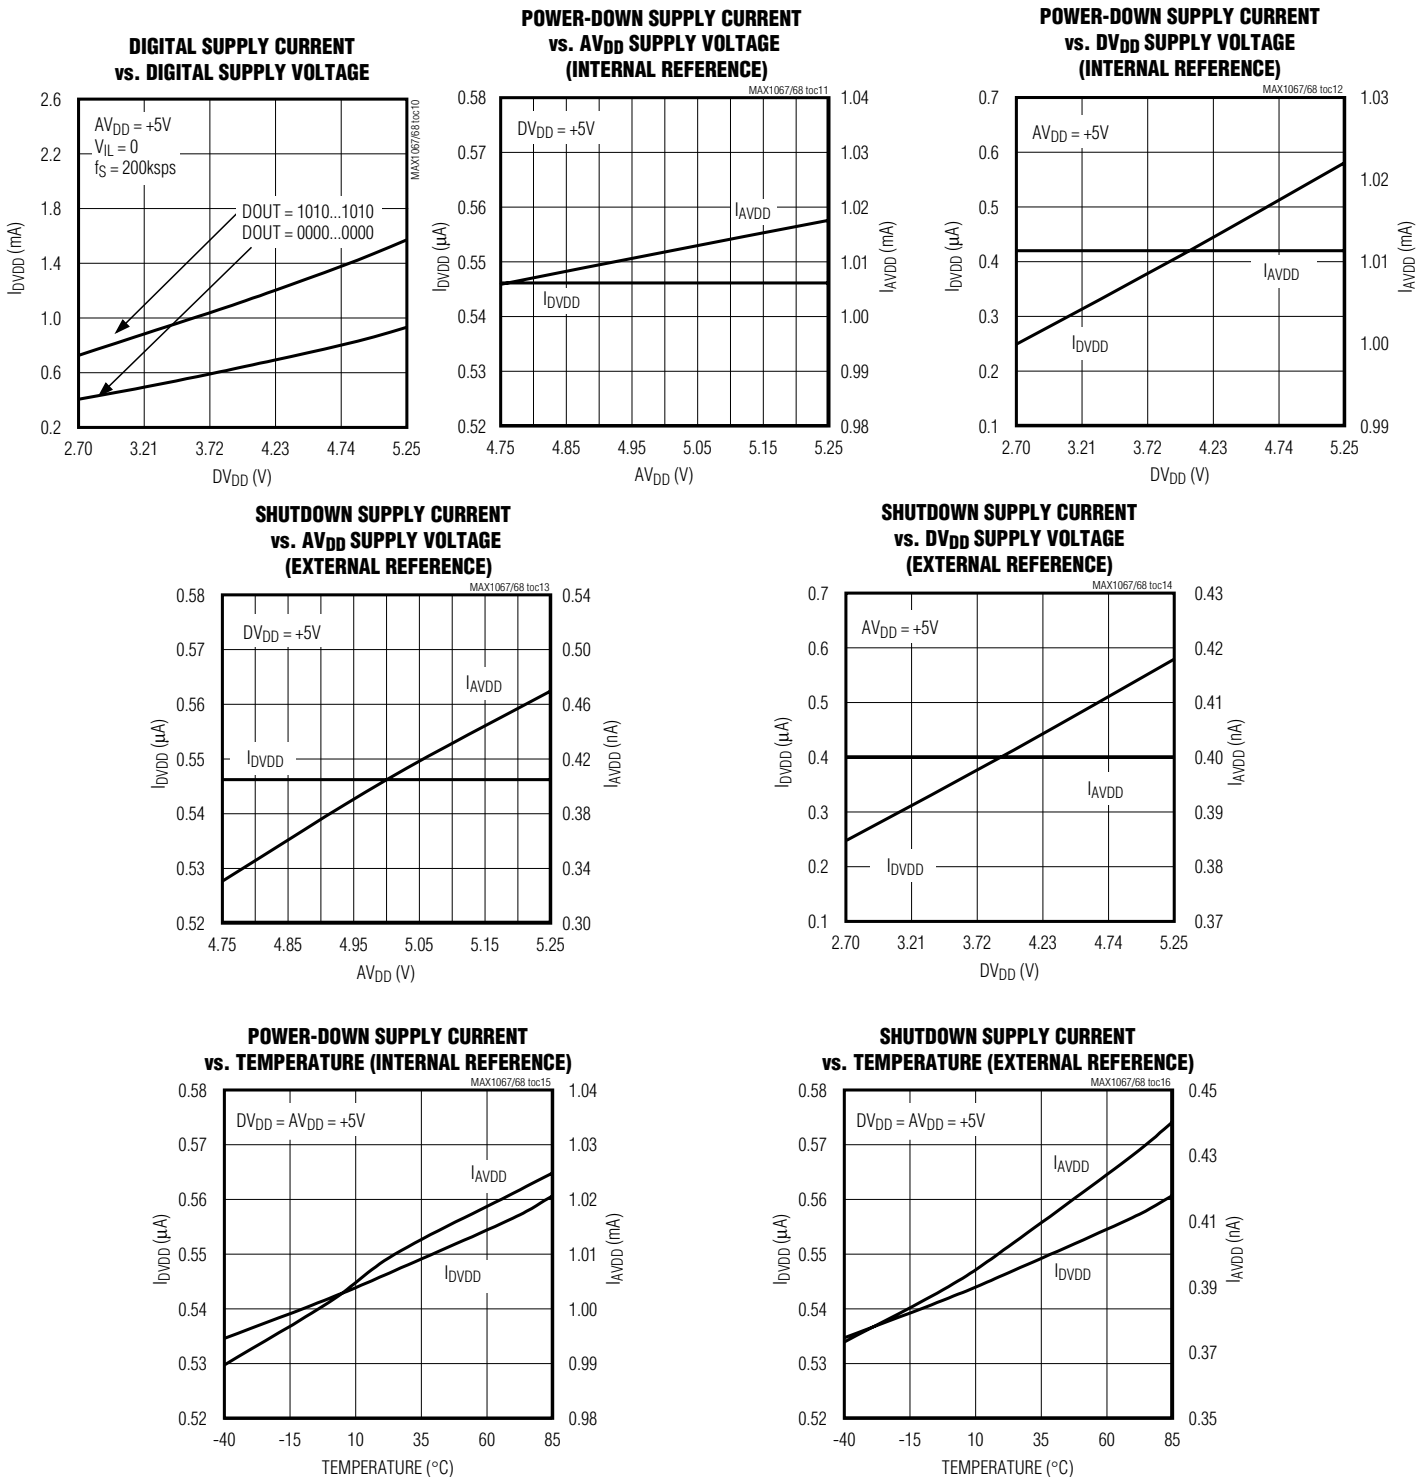 DIGITAL SUPPLY CURRENT
vs. DIGITAL SUPPLY VOLTAGE
MAX1067/68 toc10
AVDD = +5V
VIL = 0
fS = 200ksps
DOUT = 1010...1010
DOUT = 0000...0000
IDVDD (mA)
2.6
2.2
1.8
1.4
1.0
0.6
0.2
2.70 3.21 3.72 4.23 4.74 5.25
DVDD (V)
POWER-DOWN SUPPLY CURRENT
vs. AVDD SUPPLY VOLTAGE
(INTERNAL REFERENCE)
MAX1067/68 toc11
DVDD = +5V
IAVDD
IDVDD
IDVDD (µA)
0.58
0.57
0.56
0.55
0.54
0.53
0.52
IAVDD (mA)
1.04
1.03
1.02
1.01
1.00
0.99
0.98
4.75 4.85 4.95 5.05 5.15 5.25
AVDD (V)
POWER-DOWN SUPPLY CURRENT
vs. DVDD SUPPLY VOLTAGE
(INTERNAL REFERENCE)
MAX1067/68 toc12
AVDD = +5V
IAVDD
IDVDD
IDVDD (µA)
0.7
0.6
0.5
0.4
0.3
0.2
0.1
IAVDD (mA)
1.03
1.02
1.01
1.00
0.99
2.70 3.21 3.72 4.23 4.74 5.25
DVDD (V)
SHUTDOWN SUPPLY CURRENT
vs. AVDD SUPPLY VOLTAGE
(EXTERNAL REFERENCE)
MAX1067/68 toc13
DVDD = +5V
IAVDD
IDVDD
IDVDD (µA)
0.58
0.57
0.56
0.55
0.54
0.53
0.52
IAVDD (nA)
0.54
0.50
0.46
0.42
0.38
0.34
0.30
4.75 4.85 4.95 5.05 5.15 5.25
AVDD (V)
SHUTDOWN SUPPLY CURRENT
vs. DVDD SUPPLY VOLTAGE
(EXTERNAL REFERENCE)
MAX1067/68 toc14
AVDD = +5V
IAVDD
IDVDD
IDVDD (µA)
0.7
0.6
0.5
0.4
0.3
0.2
0.1
IAVDD (nA)
0.43
0.42
0.41
0.40
0.39
0.38
0.37
2.70 3.21 3.72 4.23 4.74 5.25
DVDD (V)
POWER-DOWN SUPPLY CURRENT
vs. TEMPERATURE (INTERNAL REFERENCE)
MAX1067/68 toc15
DVDD = AVDD = +5V
IAVDD
IDVDD
IDVDD (µA)
0.58
0.57
0.56
0.55
0.54
0.53
0.52
IAVDD (mA)
1.04
1.03
1.02
1.01
1.00
0.99
0.98
-40 -15 10 35 60 85
TEMPERATURE (°C)
SHUTDOWN SUPPLY CURRENT
vs. TEMPERATURE (EXTERNAL REFERENCE)
MAX1067/68 toc16
DVDD = AVDD = +5V
IAVDD
IDVDD
IDVDD (µA)
0.58
0.57
0.56
0.55
0.54
0.53
0.52
IAVDD (nA)
0.45
0.43
0.41
0.39
0.37
0.35
-40 -15 10 35 60 85
TEMPERATURE (°C)